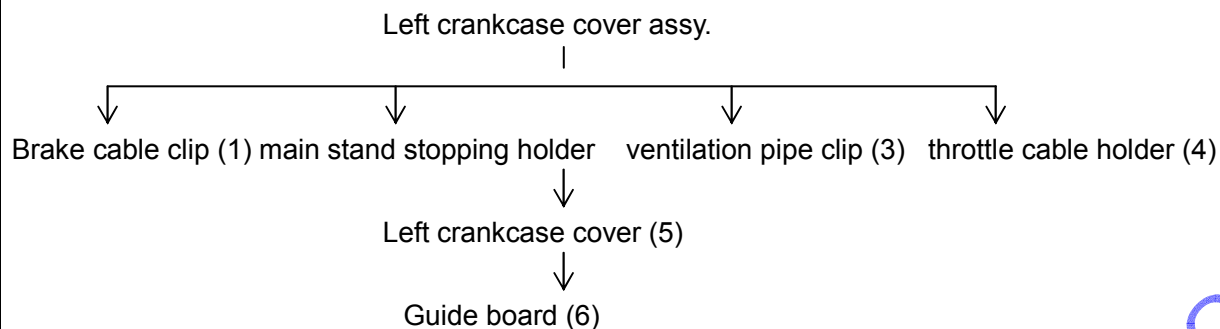 Left crankcase cover assy.
Brake cable clip (1) main stand stopping holder ventilation pipe clip (3) throttle cable holder (4)
Left crankcase cover (5)
Guide board (6)